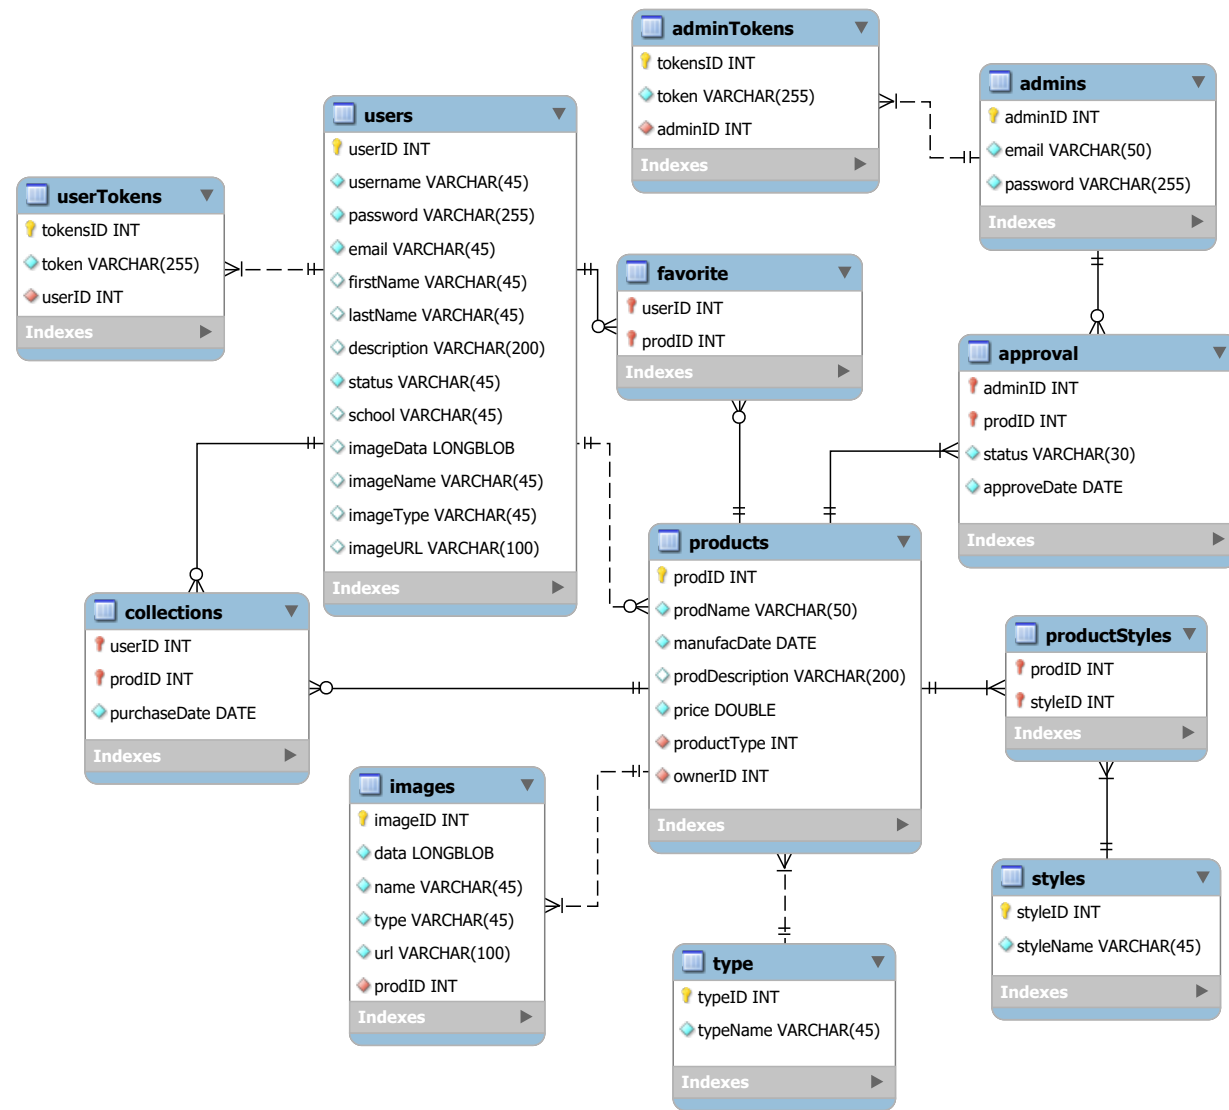 adminTokens
tokensID INT
token VARCHAR(255)
adminID INT
Indexes
admins
adminID INT
email VARCHAR(50)
password VARCHAR(255)
Indexes
users
userID INT
username VARCHAR(45)
password VARCHAR(255)
email VARCHAR(45)
firstName VARCHAR(45)
lastName VARCHAR(45)
description VARCHAR(200)
status VARCHAR(45)
school VARCHAR(45)
imageData LONGBLOB
imageName VARCHAR(45)
imageType VARCHAR(45)
imageURL VARCHAR(100)
Indexes
userTokens
tokensID INT
token VARCHAR(255)
userID INT
Indexes
favorite
userID INT
prodID INT
Indexes
approval
adminID INT
prodID INT
status VARCHAR(30)
approveDate DATE
Indexes
products
prodID INT
prodName VARCHAR(50)
manufacDate DATE
prodDescription VARCHAR(200)
price DOUBLE
productType INT
ownerID INT
Indexes
collections
userID INT
prodID INT
purchaseDate DATE
Indexes
productStyles
prodID INT
styleID INT
Indexes
images
imageID INT
data LONGBLOB
name VARCHAR(45)
type VARCHAR(45)
url VARCHAR(100)
prodID INT
Indexes
styles
styleID INT
styleName VARCHAR(45)
Indexes
type
typeID INT
typeName VARCHAR(45)
Indexes